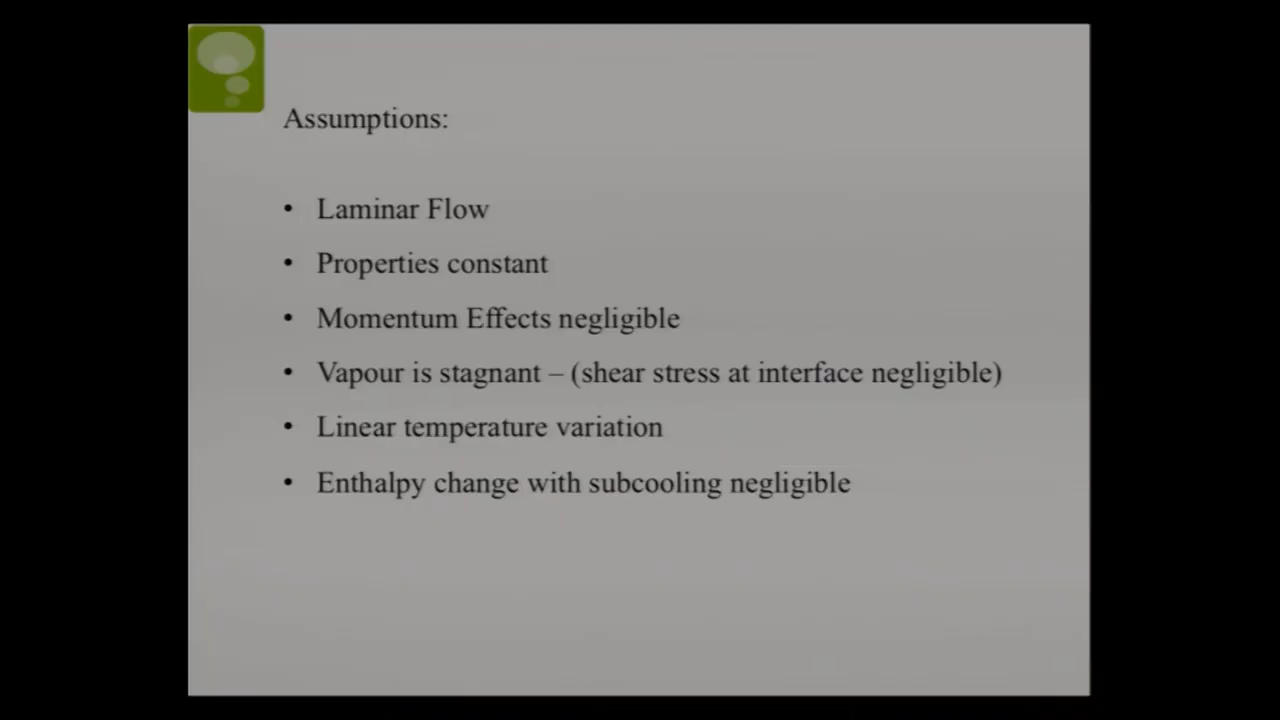 Assumptions:
• Laminar Flow
• Properties constant
• Momentum Effects negligible
• Vapour is stagnant – (shear stress at interface negligible)
• Linear temperature variation
• Enthalpy change with subcooling negligible